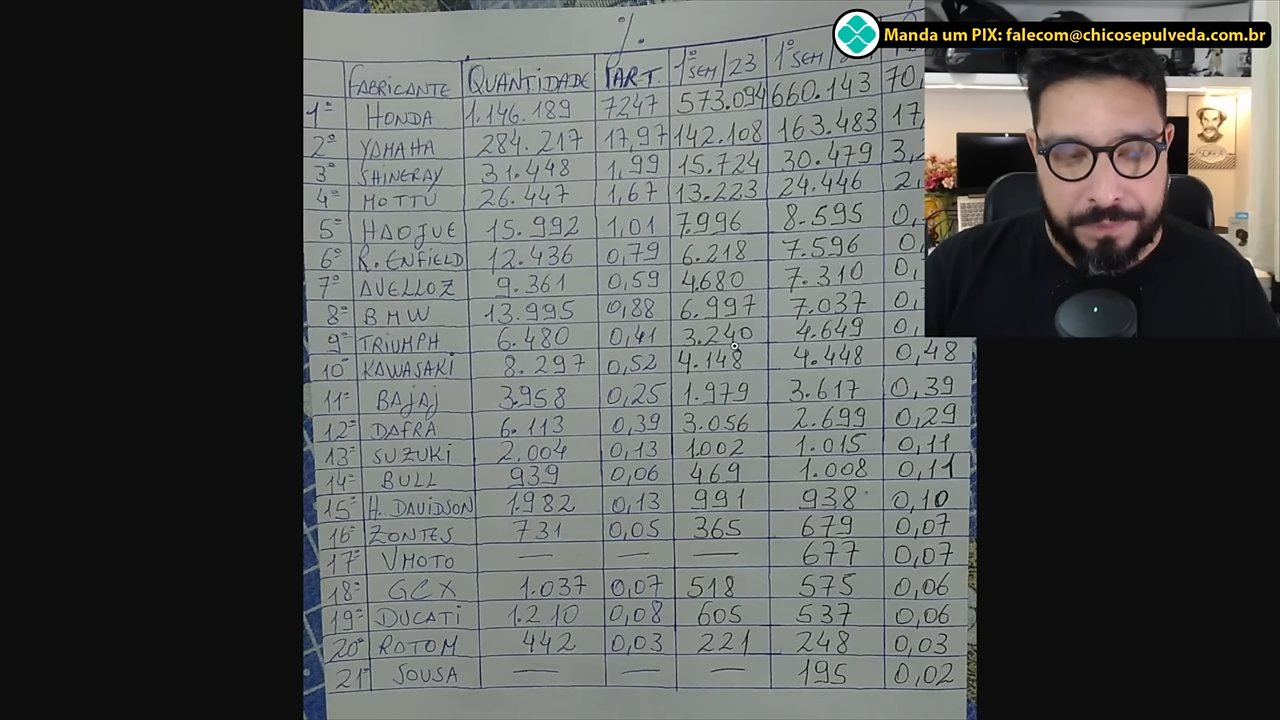 Manda um PIX: falecom@chicosepulveda.com.br
%
FABRICANTE QUANTIDADE PART. 1º SEM/23 1º SEM/
1º HONDA 1.146.189 7247 573.094 660.143 70,
2º YAMAHA 284.217 17,97 142.108 163.483 17,
3º SHINERAY 31.448 1,99 15.724 30.479 3,
4º MOTTU 26.447 1,67 13.223 24.446 2.
5º HAOJUE 15.992 1,01 7.996 8.595 0,
6º R. ENFIELD 12.436 0,79 6.218 7.596 0,
7º AVELLOZ 9.361 0,59 4.680 7.310 0,
8º BMW 13.995 0,88 6.997 7.037 0,
9º TRIUMPH 6.480 0,41 3.240 4.649 0,
10º KAWASAKI 8.297 0,52 4.148 4.448 0,48
11º BAJAJ 3.958 0,25 1.979 3.617 0,39
12º DAFRA 6.113 0,39 3.056 2.699 0,29
13º SUZUKI 2.004 0,13 1.002 1.015 0,11
14º BULL 939 0,06 469 1.008 0,11
15º H. DAVIDSON 1.982 0,13 991 938 0,10
16º ZONTES 731 0,05 365 679 0,07
17º VMOTO — — — 677 0,07
18º GCX 1.037 0,07 518 575 0,06
19º DUCATI 1.210 0,08 605 537 0,06
20º ROTOM 442 0,03 221 248 0,03
21º SOUSA — — — 195 0,02